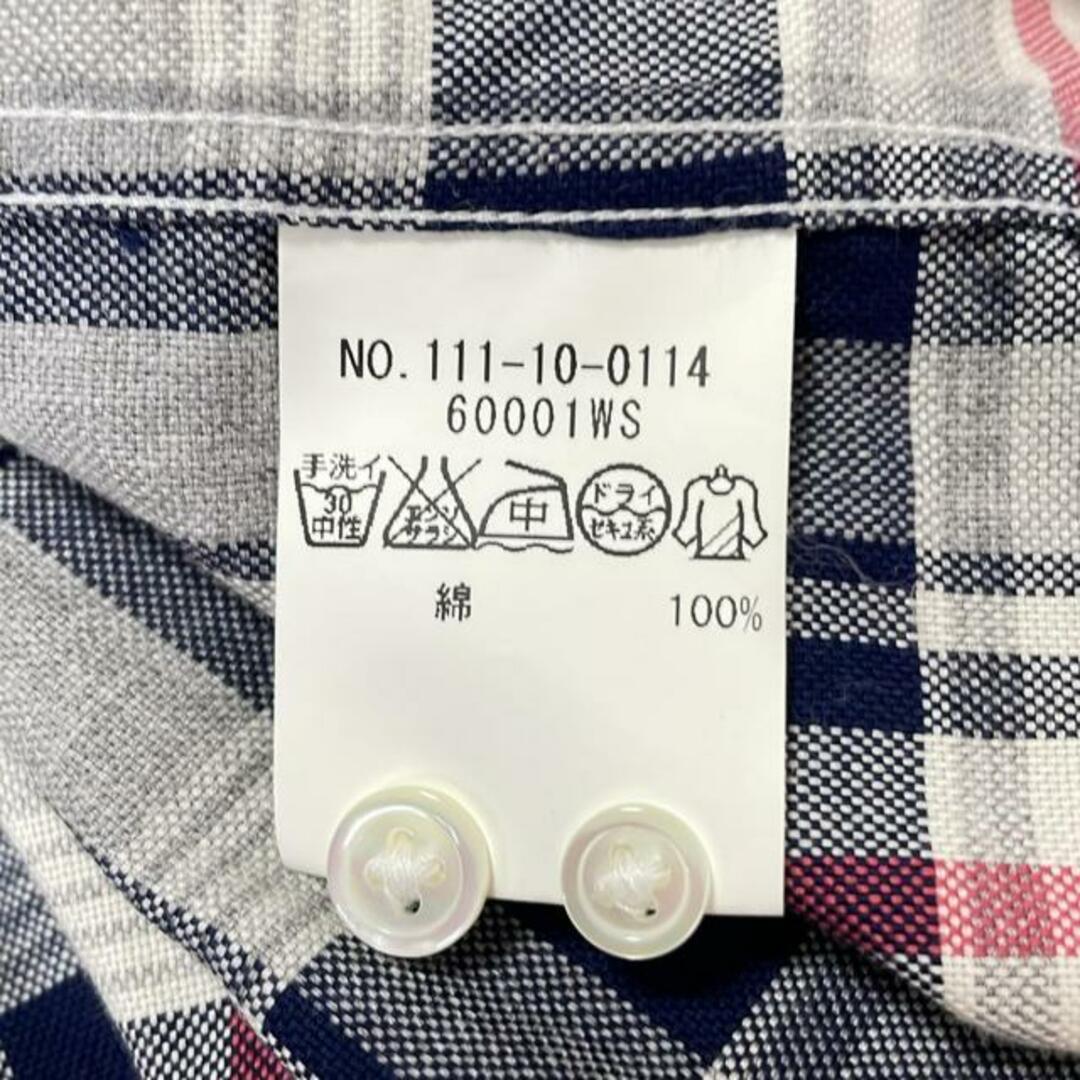 NO. 111-10-0114
60001WS
手洗イ
30
中性
エンソ
サラシ
中
ドライ
セキユ系
綿 100%